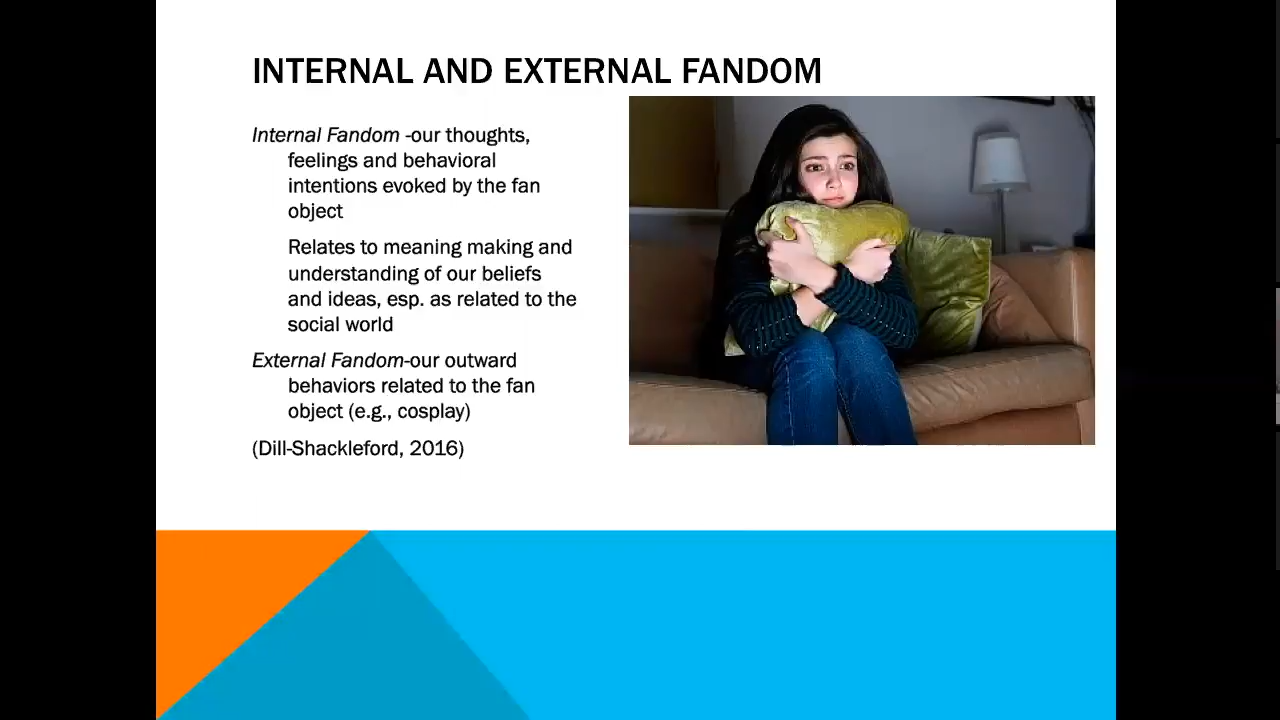 INTERNAL AND EXTERNAL FANDOM
Internal Fandom -our thoughts,
feelings and behavioral
intentions evoked by the fan
object
Relates to meaning making and
understanding of our beliefs
and ideas, esp. as related to the
social world
External Fandom-our outward
behaviors related to the fan
object (e.g., cosplay)
(Dill-Shackleford, 2016)